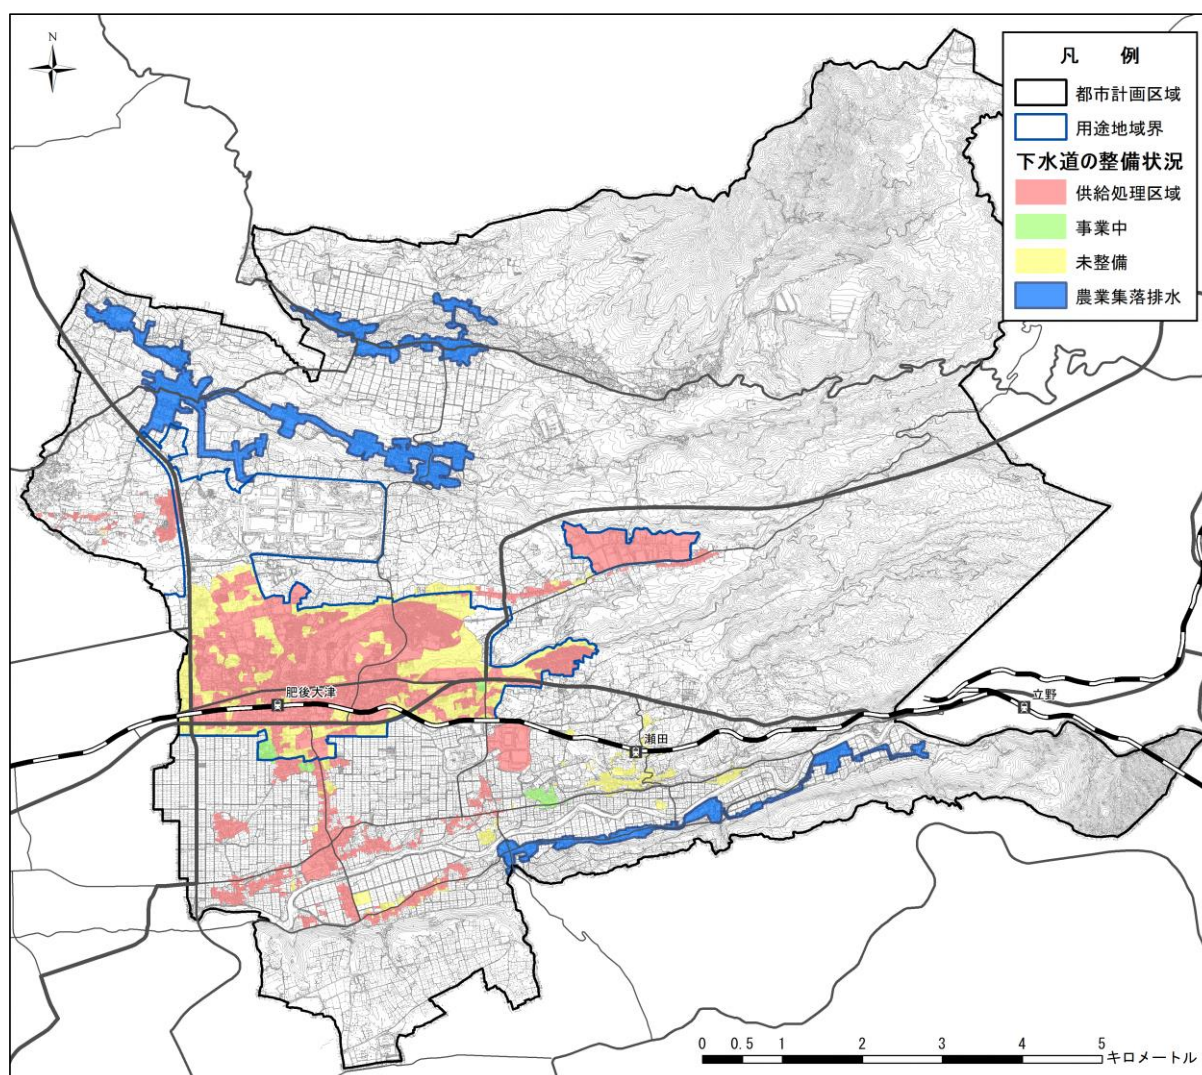 N
凡 例
都市計画区域
用途地域界
下水道の整備状況
供給処理区域
事業中
未整備
農業集落排水
肥後大津
瀬田
立野
0 0.5 1 2 3 4 5 キロメートル